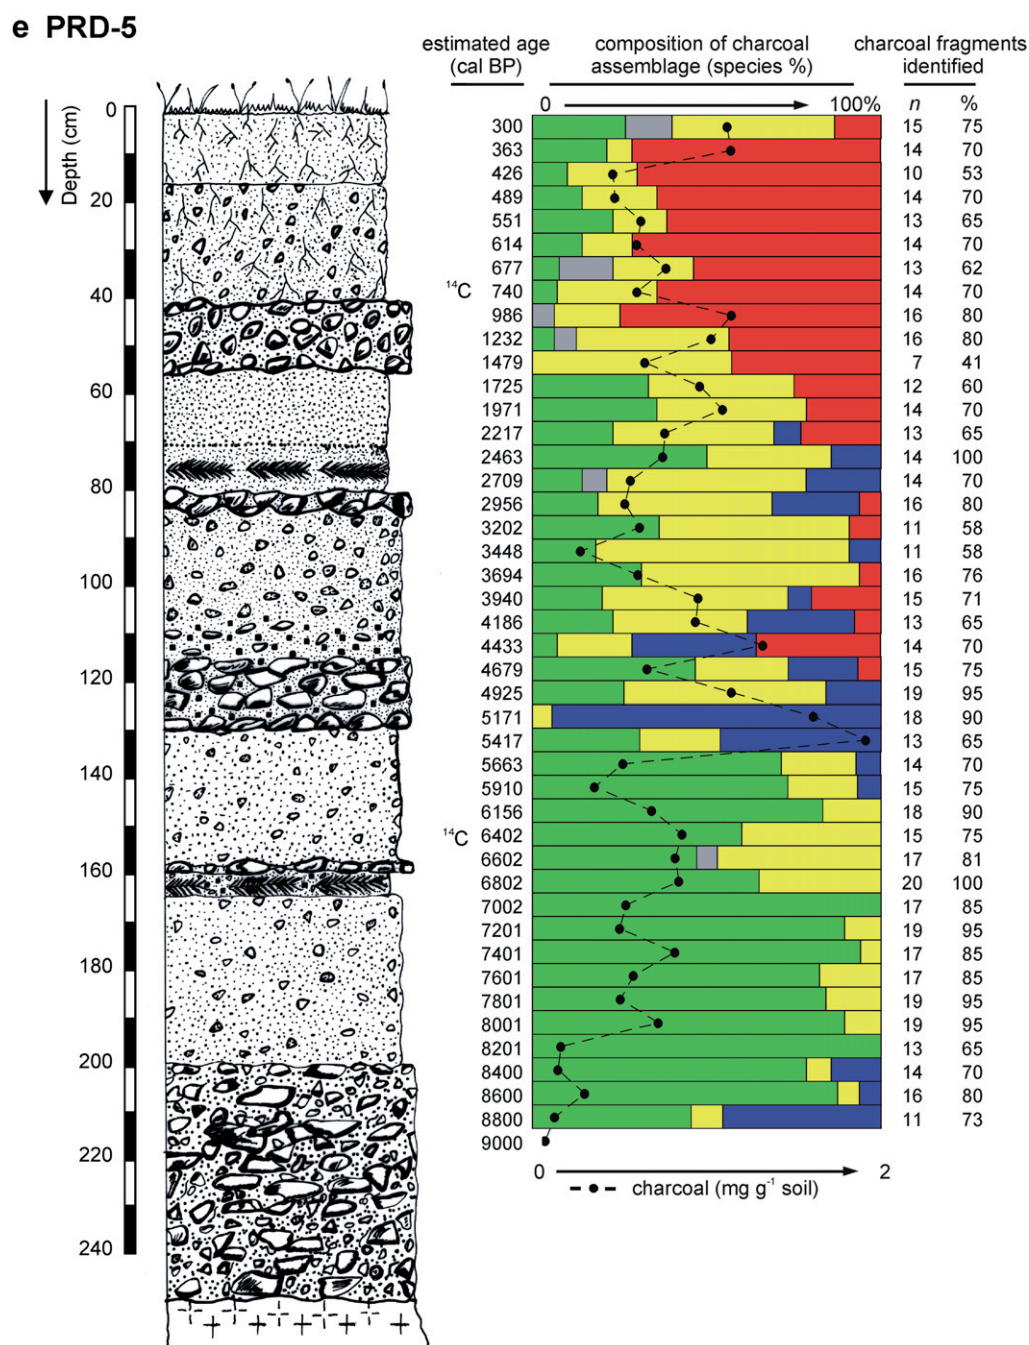 e PRD-5
estimated age
(cal BP)
composition of charcoal
assemblage (species %)
charcoal fragments
identified
0 100% n %
Depth (cm)
0
20
40
60
80
100
120
140
160
180
200
220
240
300 15 75
363 14 70
426 10 53
489 14 70
551 13 65
614 14 70
677 13 62
14C 740 14 70
986 16 80
1232 16 80
1479 7 41
1725 12 60
1971 14 70
2217 13 65
2463 14 100
2709 14 70
2956 16 80
3202 11 58
3448 11 58
3694 16 76
3940 15 71
4186 13 65
4433 14 70
4679 15 75
4925 19 95
5171 18 90
5417 13 65
5663 14 70
5910 15 75
6156 18 90
14C 6402 15 75
6602 17 81
6802 20 100
7002 17 85
7201 19 95
7401 17 85
7601 17 85
7801 19 95
8001 19 95
8201 13 65
8400 14 70
8600 16 80
8800 11 73
9000
0 2
charcoal (mg g-1 soil)